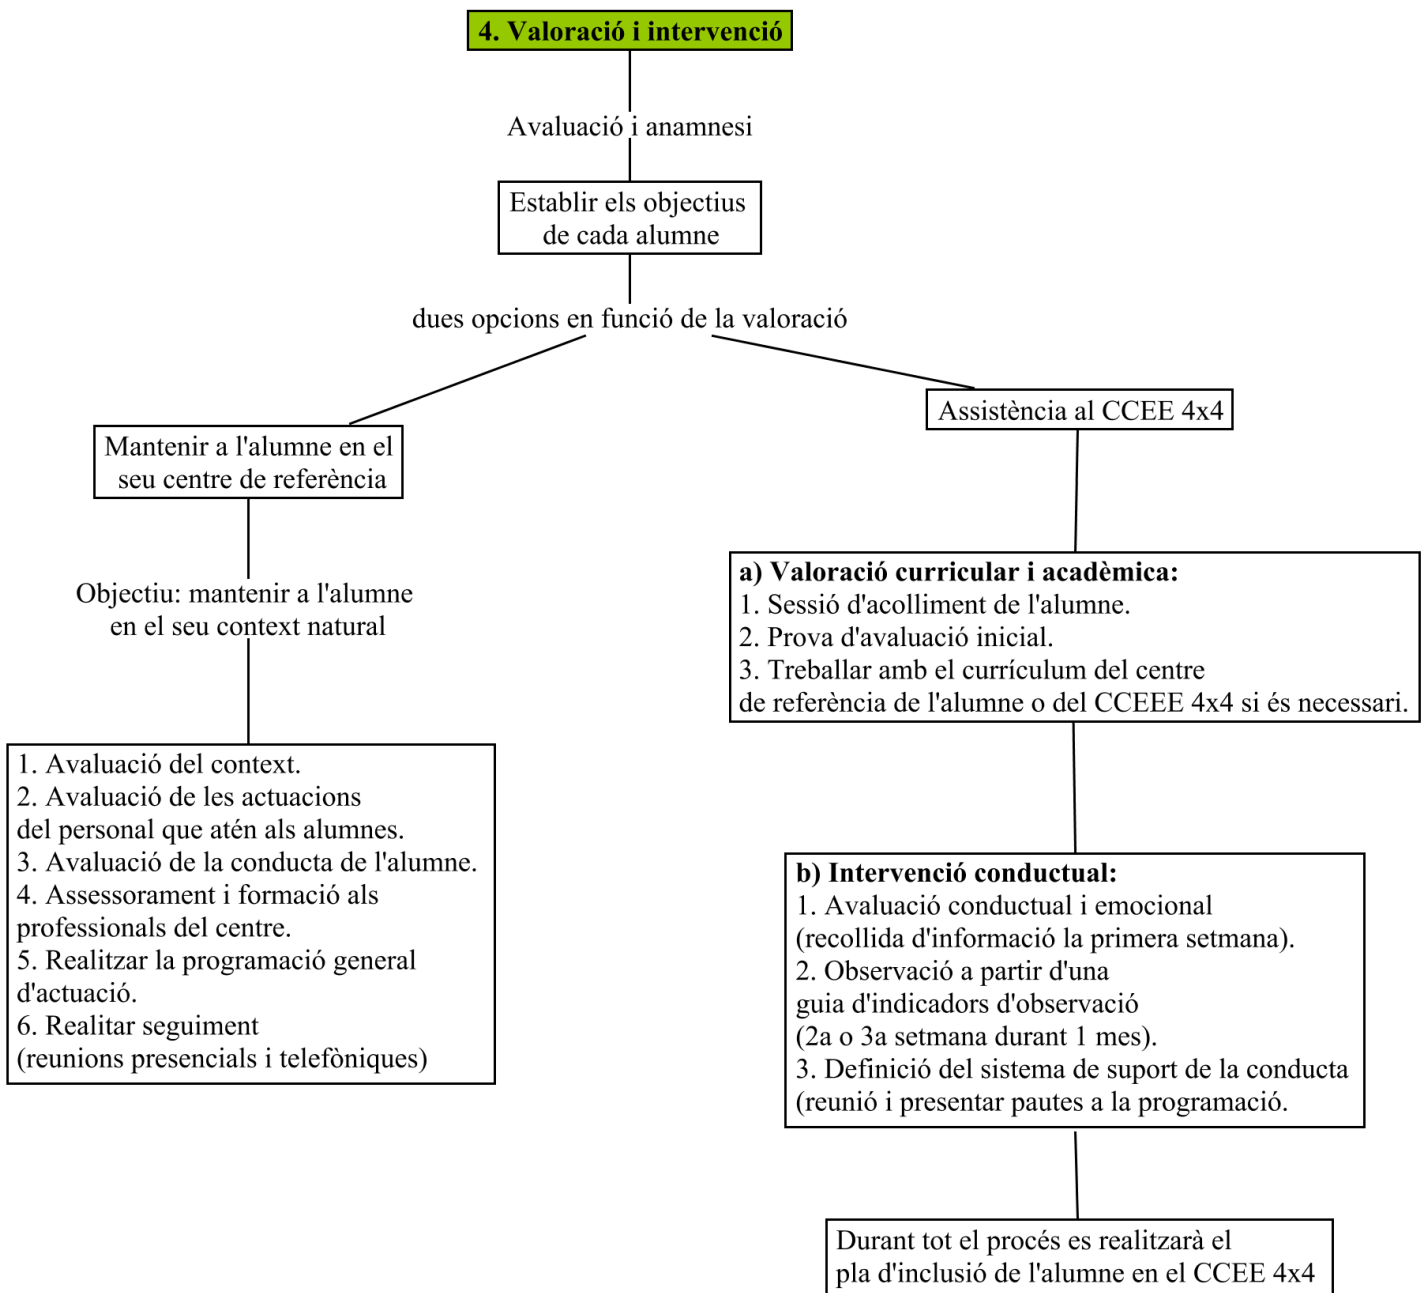 4. Valoració i intervenció
Avaluació i anamnesi
Establir els objectius
de cada alumne
dues opcions en funció de la valoració
Mantenir a l'alumne en el
seu centre de referència
Objectiu: mantenir a l'alumne
en el seu context natural
1. Avaluació del context.
2. Avaluació de les actuacions
del personal que atén als alumnes.
3. Avaluació de la conducta de l'alumne.
4. Assessorament i formació als
professionals del centre.
5. Realitzar la programació general
d'actuació.
6. Realitar seguiment
(reunions presencials i telefòniques)
Assistència al CCEE 4x4
a) Valoració curricular i acadèmica:
1. Sessió d'acolliment de l'alumne.
2. Prova d'avaluació inicial.
3. Treballar amb el currículum del centre
de referència de l'alumne o del CCEEE 4x4 si és necessari.
b) Intervenció conductual:
1. Avaluació conductual i emocional
(recollida d'informació la primera setmana).
2. Observació a partir d'una
guia d'indicadors d'observació
(2a o 3a setmana durant 1 mes).
3. Definició del sistema de suport de la conducta
(reunió i presentar pautes a la programació.
Durant tot el procés es realitzarà el
pla d'inclusió de l'alumne en el CCEE 4x4